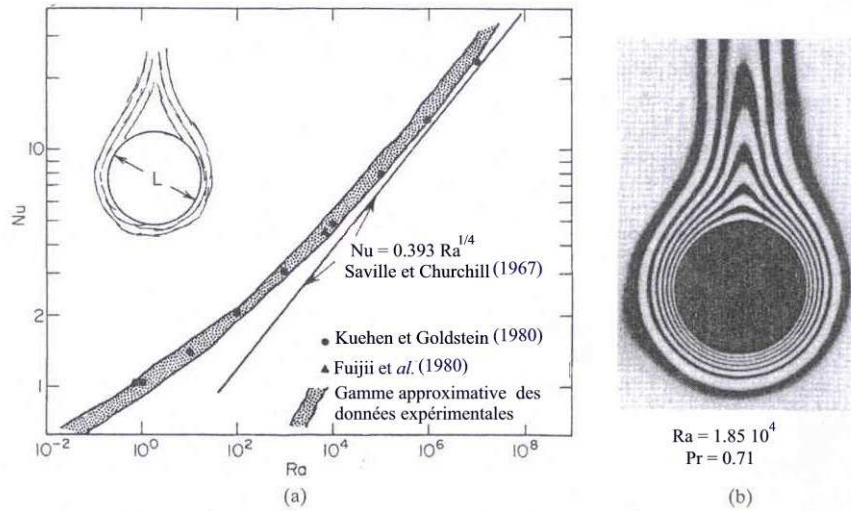 10
Nu
2
1
L
Nu = 0.393 Ra^1/4
Saville et Churchill (1967)
Kuehen et Goldstein (1980)
Fuijii et al. (1980)
Gamme approximative des
données expérimentales
10^-2
10^0
10^2
10^4
10^6
10^8
Ra
(a)
Ra = 1.85 10^4
Pr = 0.71
(b)